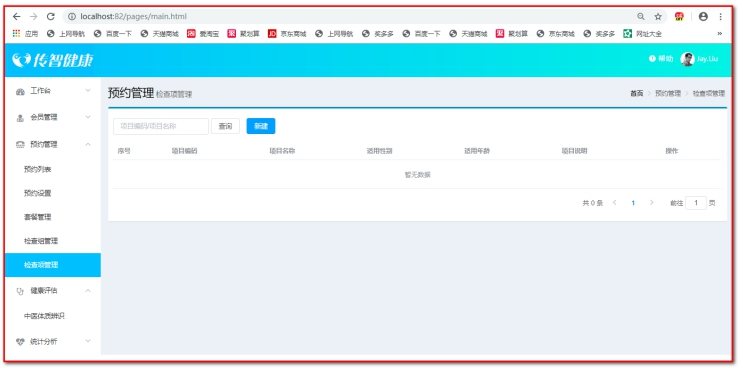 localhost:82/pages/main.html
应用 上网导航 百度一下 天猫商城 爱淘宝 聚划算 京东商城 上网导航 奖多多 百度一下 天猫商城 聚划算 京东商城 奖多多 网址大全 »
传智健康 帮助 Jay.Liu
工作台
会员管理
预约管理
预约列表
预约设置
套餐管理
检查组管理
检查项管理
健康评估
中医体质辨识
统计分析
预约管理 检查项管理 首页 > 预约管理 > 检查项管理
项目编码/项目名称 查询 新建
序号 项目编码 项目名称 适用性别 适用年龄 项目说明 操作
暂无数据
共 0 条 < 1 > 前往 1 页